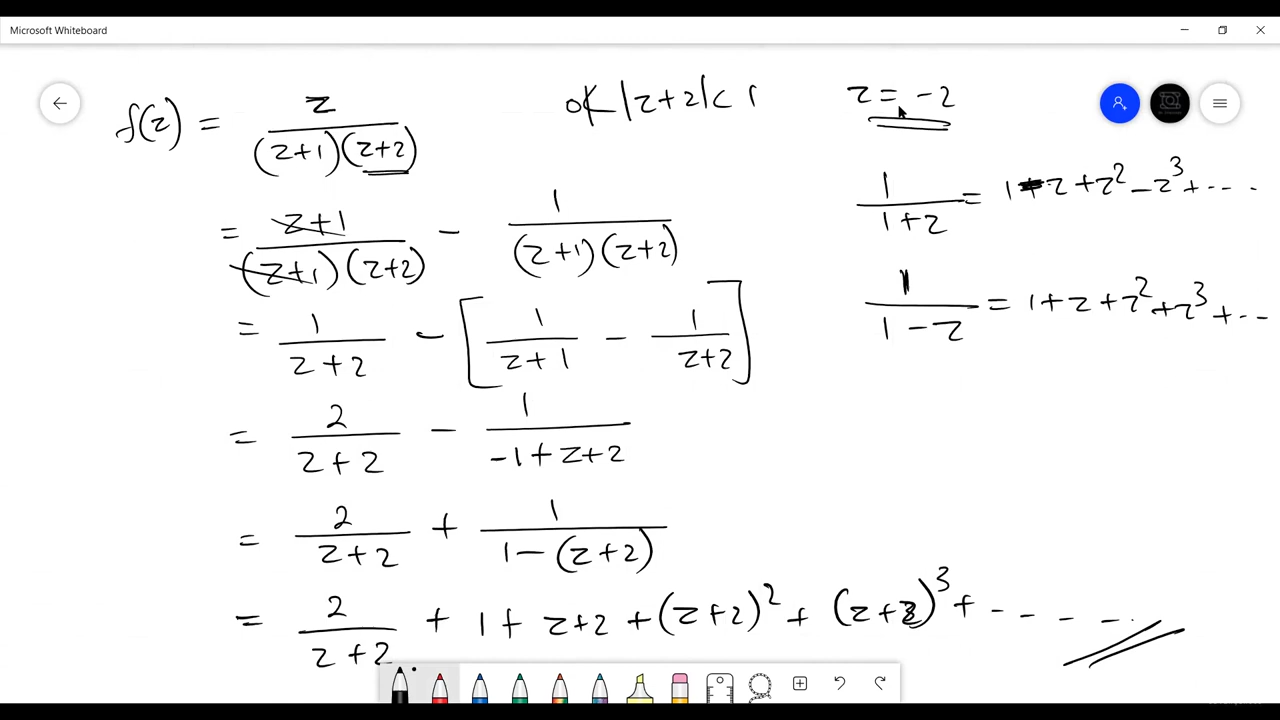 Microsoft Whiteboard
f(z) = z / (z+1)(z+2)    0<|z+2|<1    z = -2
1 / 1+z = 1 - z + z² - z³ + ----
= z+1 / (z+1)(z+2) - 1 / (z+1)(z+2)
1 / 1-z = 1 + z + z² + z³ + ---
= 1 / z+2 - [ 1 / z+1 - 1 / z+2 ]
= 2 / z+2 - 1 / -1+z+2
= 2 / z+2 + 1 / 1-(z+2)
= 2 / z+2 + 1 + z+2 + (z+2)² + (z+2)³ + - - - -